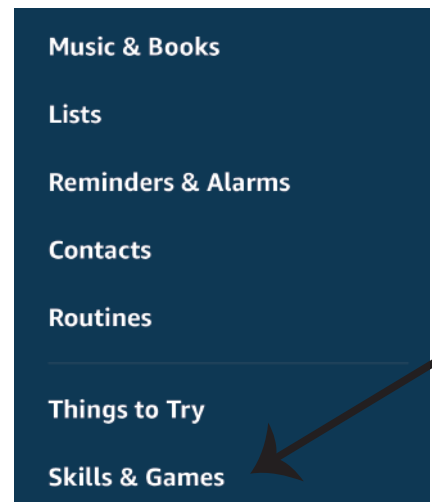 Music & Books
Lists
Reminders & Alarms
Contacts
Routines
Things to Try
Skills & Games